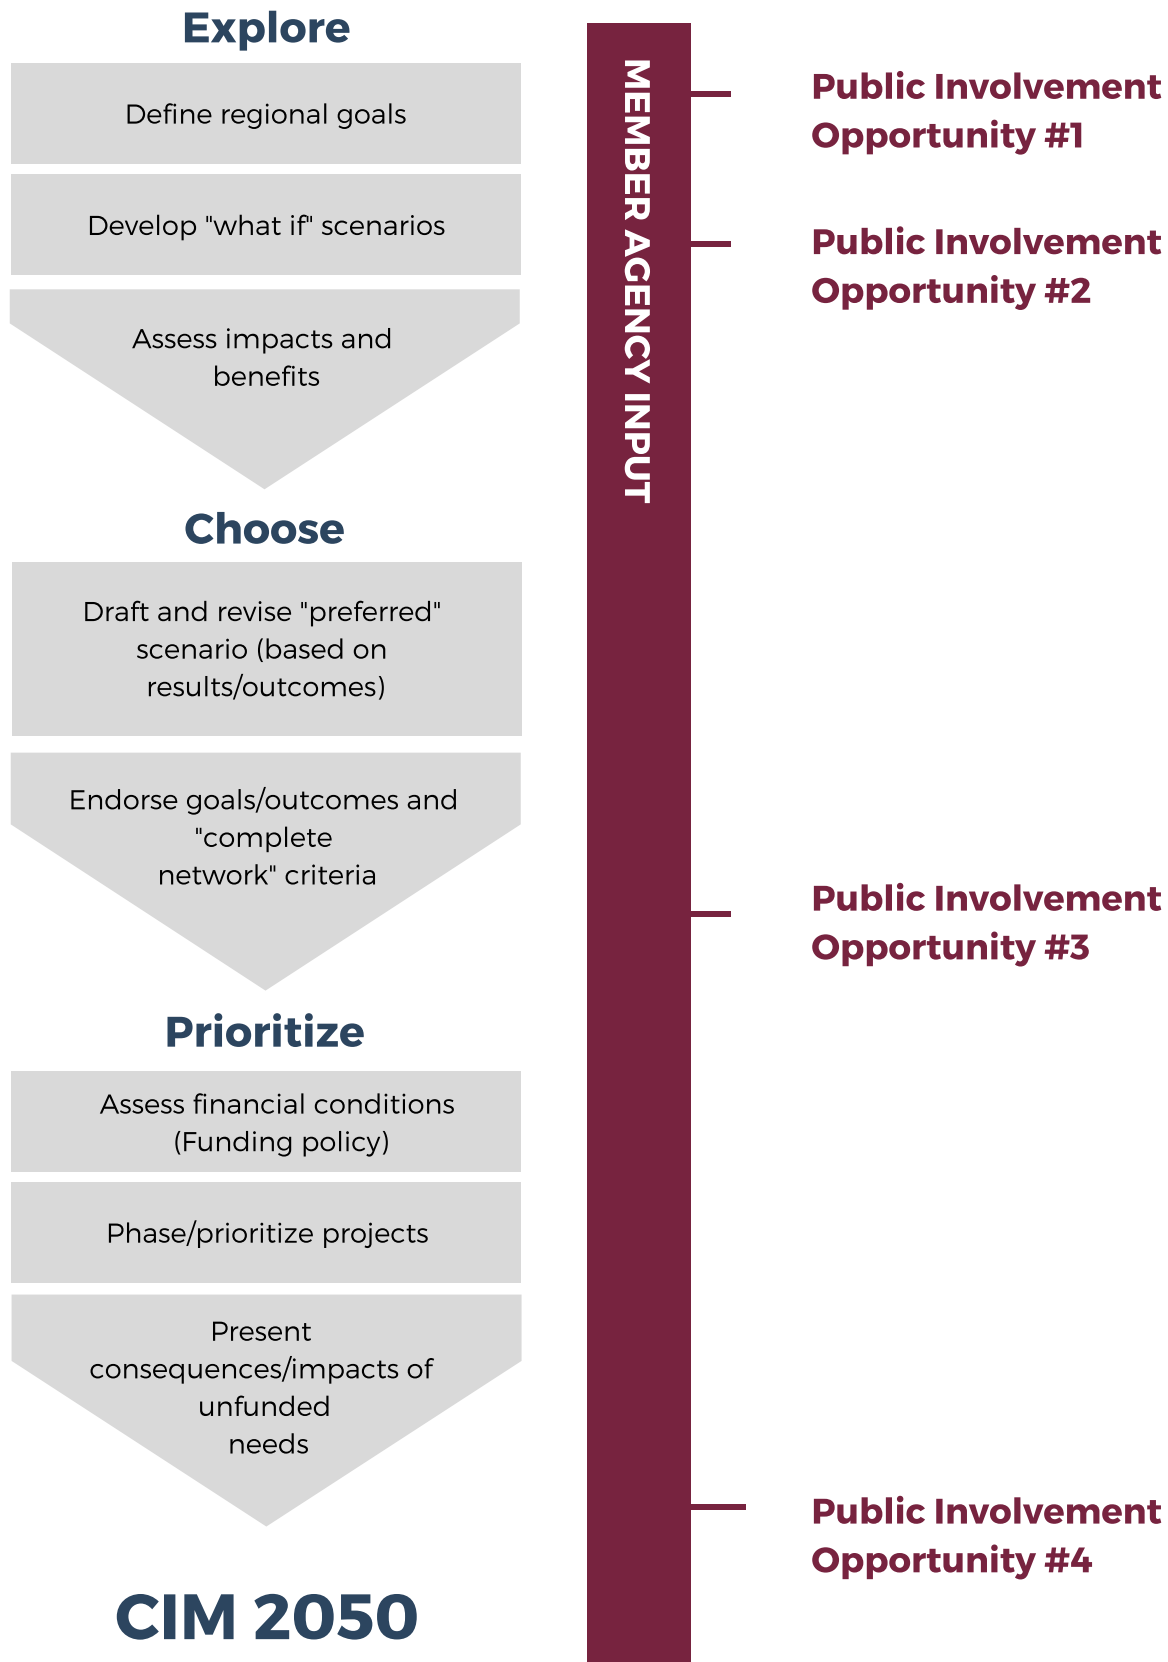 Explore
Define regional goals
Develop "what if" scenarios
Assess impacts and
benefits
Choose
Draft and revise "preferred"
scenario (based on
results/outcomes)
Endorse goals/outcomes and
"complete
network" criteria
Prioritize
Assess financial conditions
(Funding policy)
Phase/prioritize projects
Present
consequences/impacts of
unfunded
needs
CIM 2050
MEMBER AGENCY INPUT
Public Involvement
Opportunity #1
Public Involvement
Opportunity #2
Public Involvement
Opportunity #3
Public Involvement
Opportunity #4